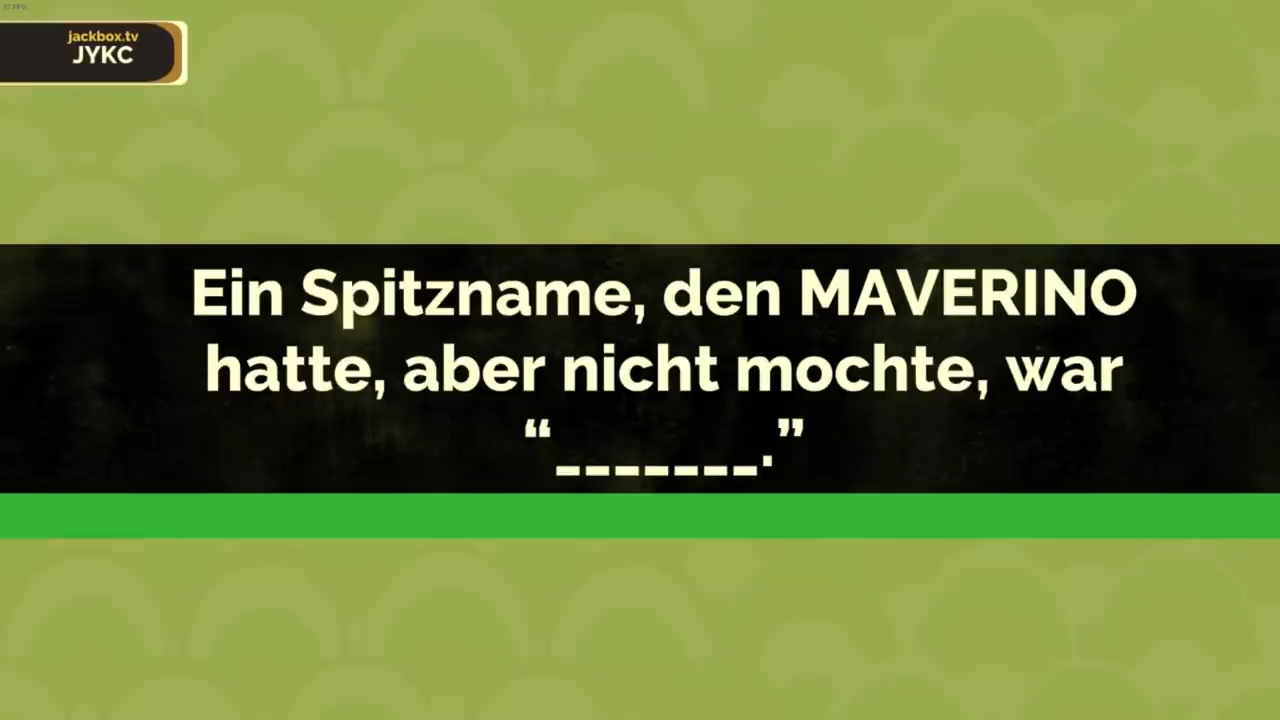 jackbox.tv
JYKC
Ein Spitzname, den MAVERINO
hatte, aber nicht mochte, war
“_______.”